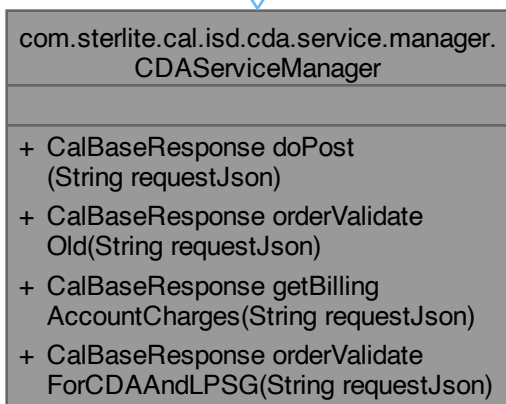 com.sterlite.cal.isd.cda.service.manager.
CDAServiceManager
+ CalBaseResponse doPost
(String requestJson)
+ CalBaseResponse orderValidate
Old(String requestJson)
+ CalBaseResponse getBilling
AccountCharges(String requestJson)
+ CalBaseResponse orderValidate
ForCDAAndLPSG(String requestJson)